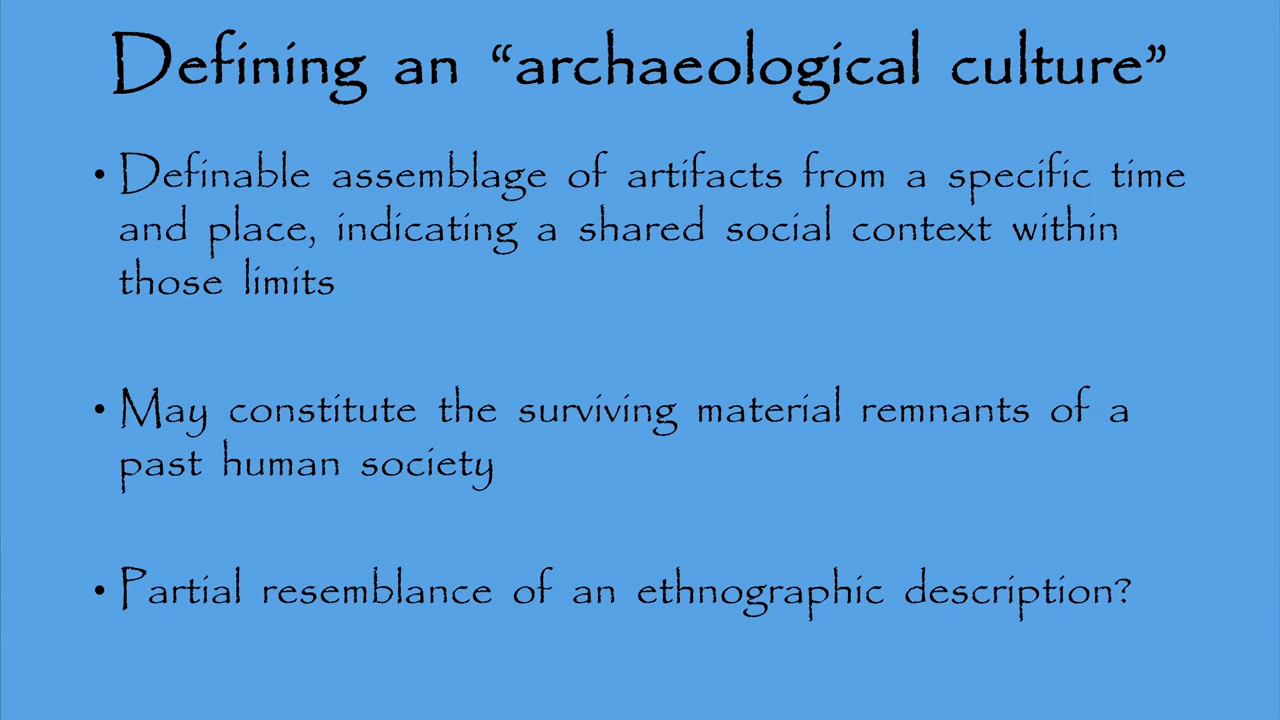 Defining an “archaeological culture”
• Definable assemblage of artifacts from a specific time
and place, indicating a shared social context within
those limits
• May constitute the surviving material remnants of a
past human society
• Partial resemblance of an ethnographic description?